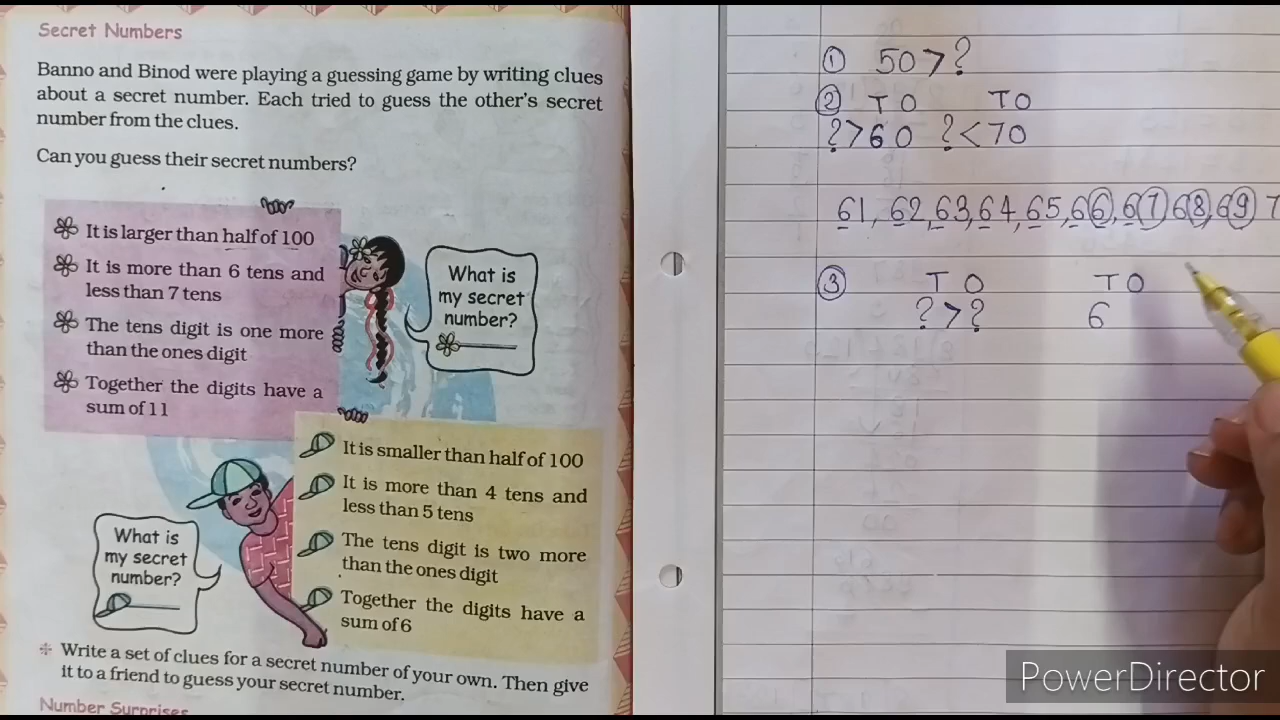 Secret Numbers
Banno and Binod were playing a guessing game by writing clues
about a secret number. Each tried to guess the other's secret
number from the clues.
Can you guess their secret numbers?
It is larger than half of 100
It is more than 6 tens and
less than 7 tens
The tens digit is one more
than the ones digit
Together the digits have a
sum of 11
What is
my secret
number?
It is smaller than half of 100
It is more than 4 tens and
less than 5 tens
The tens digit is two more
than the ones digit
Together the digits have a
sum of 6
What is
my secret
number?
Write a set of clues for a secret number of your own. Then give
it to a friend to guess your secret number.
Number Surprises
① 50 > ?
② T O T O
? > 60 ? < 70
61, 62, 63, 64, 65, 66, 67, 68, 69, 7
③ T O T O
? > ? 6
PowerDirector